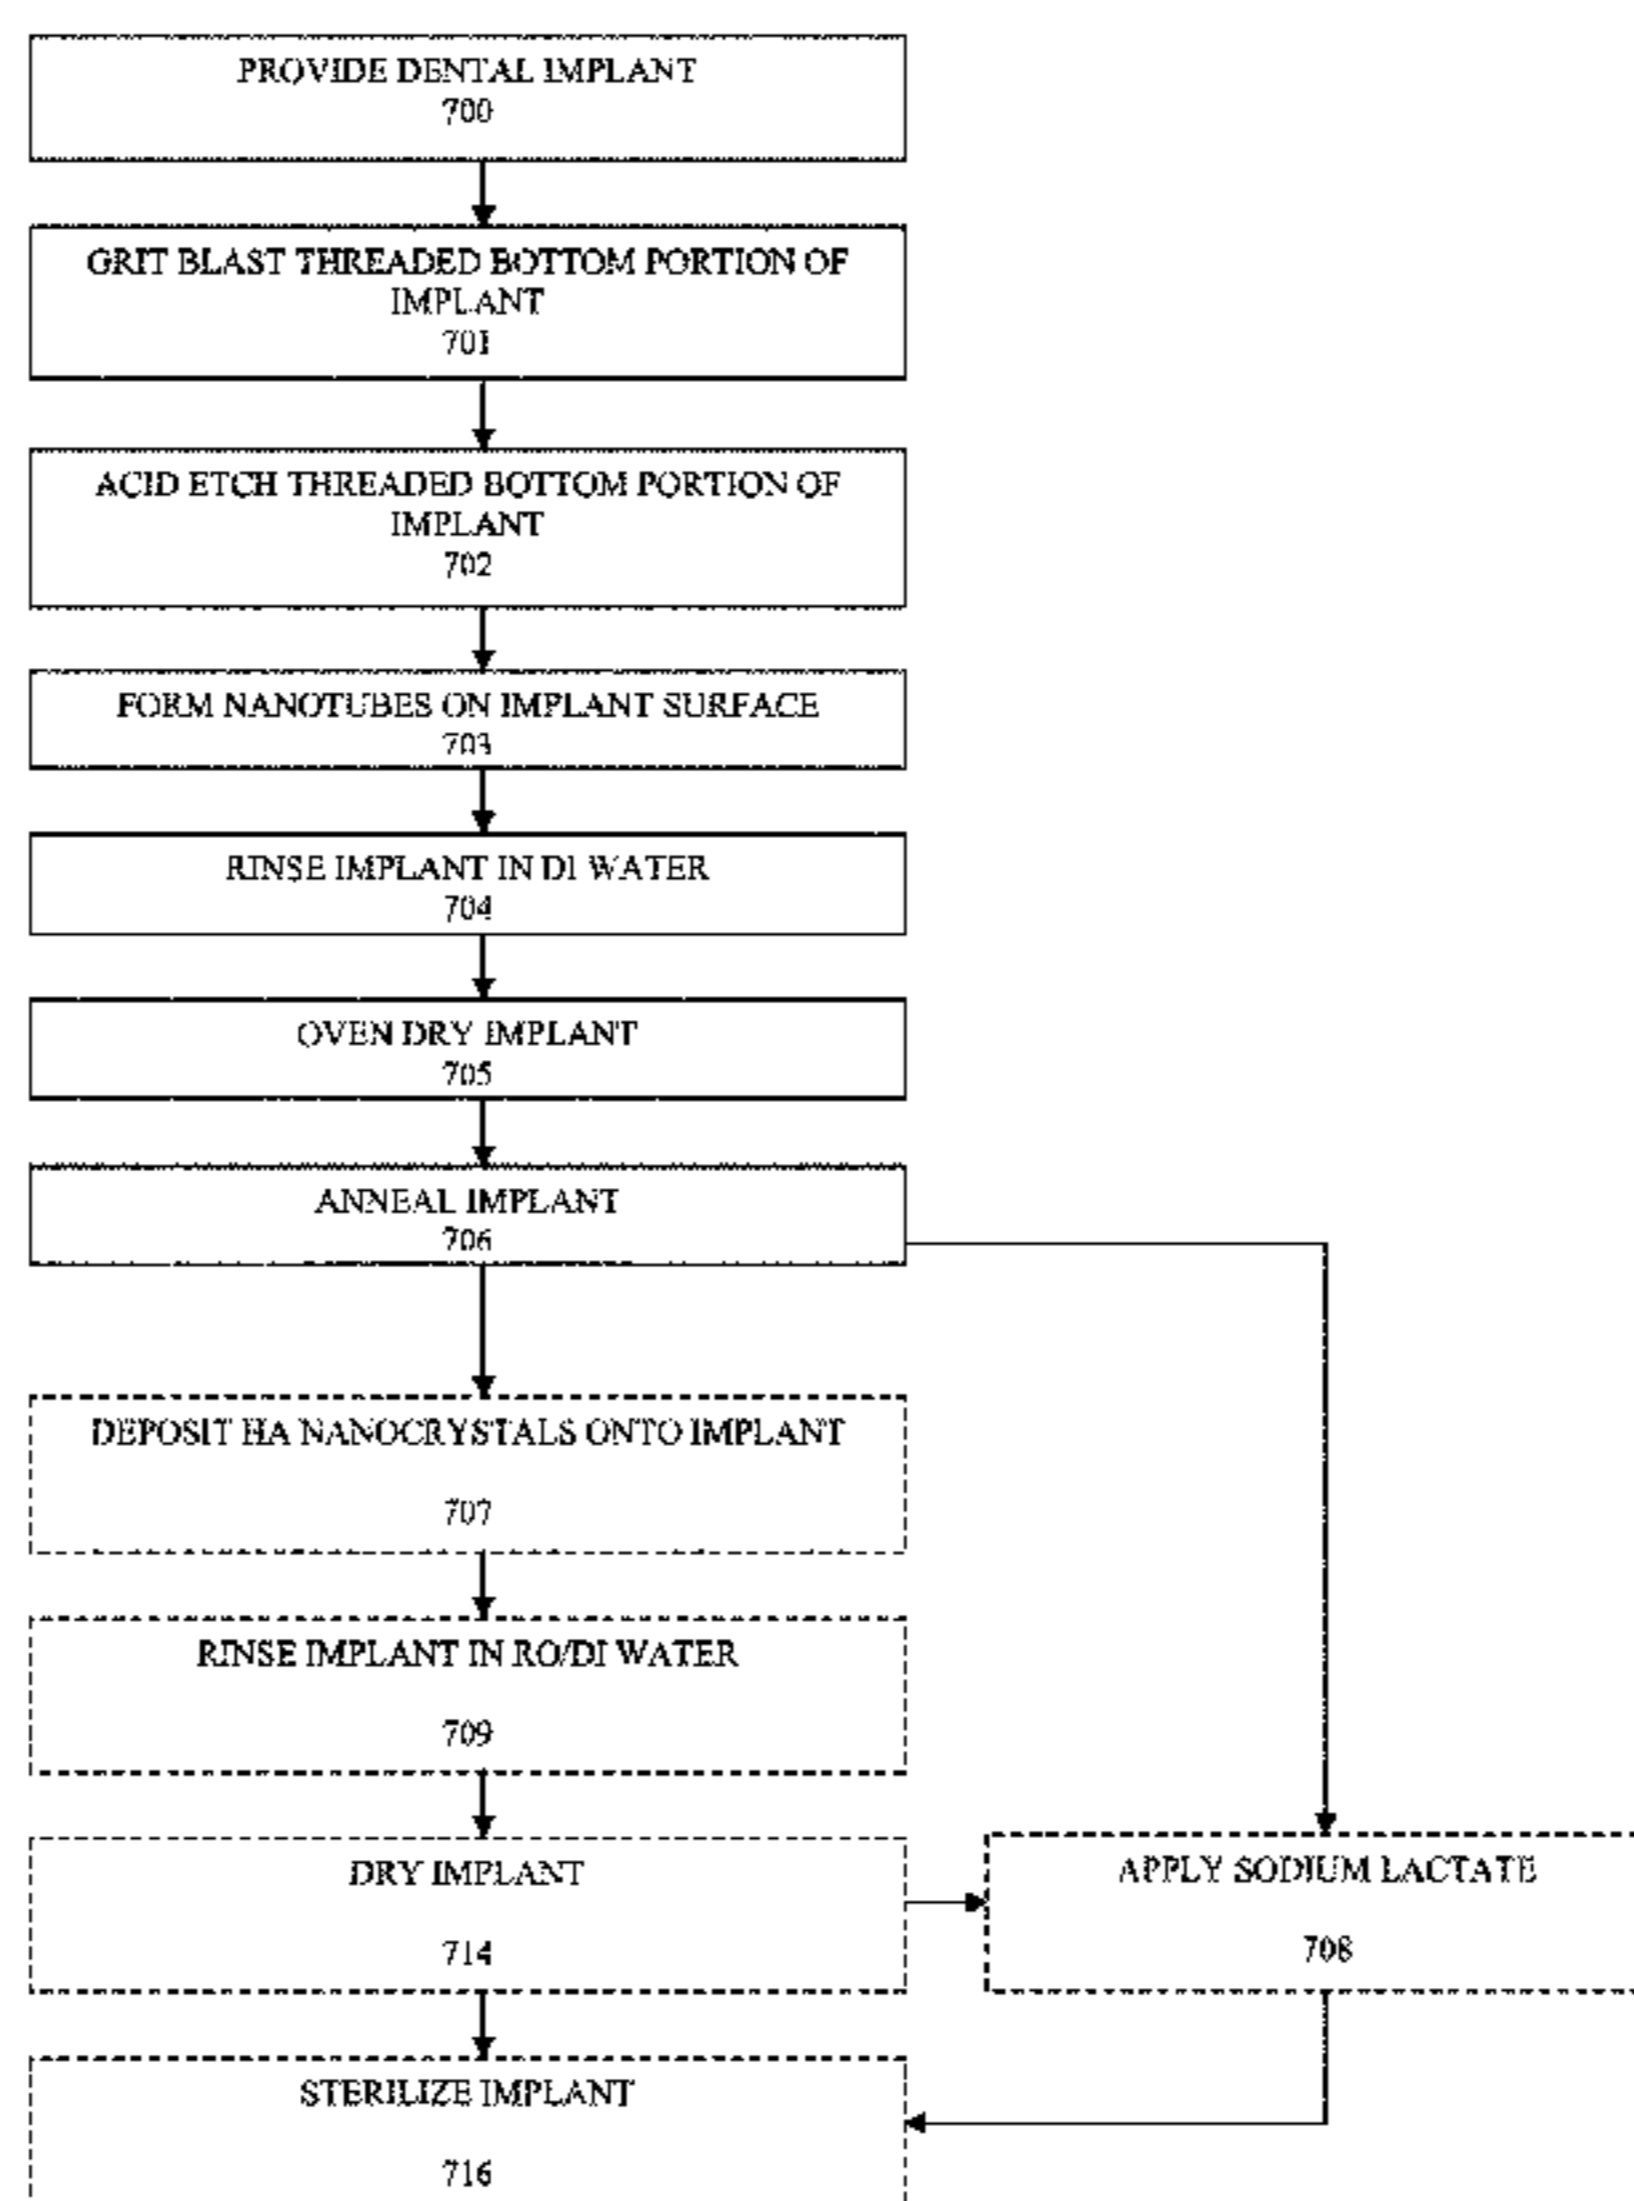 PROVIDE DENTAL IMPLANT
700
GRIT BLAST THREADED BOTTOM PORTION OF
IMPLANT
701
ACID ETCH THREADED BOTTOM PORTION OF
IMPLANT
702
FORM NANOTUBES ON IMPLANT SURFACE
703
RINSE IMPLANT IN DI WATER
704
OVEN DRY IMPLANT
705
ANNEAL IMPLANT
706
DEPOSIT HA NANOCRYSTALS ONTO IMPLANT
707
RINSE IMPLANT IN RO/DI WATER
709
DRY IMPLANT
714
APPLY SODIUM LACTATE
708
STERILIZE IMPLANT
716